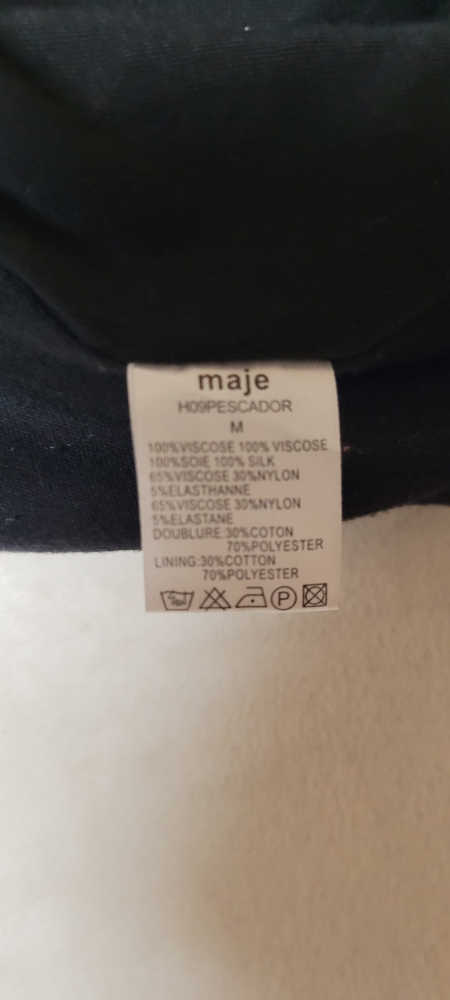 maje
H09PESCADOR
M
100%VISCOSE 100% VISCOSE
100%SOIE 100% SILK
65%VISCOSE 30%NYLON
5%ELASTHANNE
65%VISCOSE 30%NYLON
5%ELASTANE
DOUBLURE:30%COTON
70%POLYESTER
LINING:30%COTTON
70%POLYESTER
P